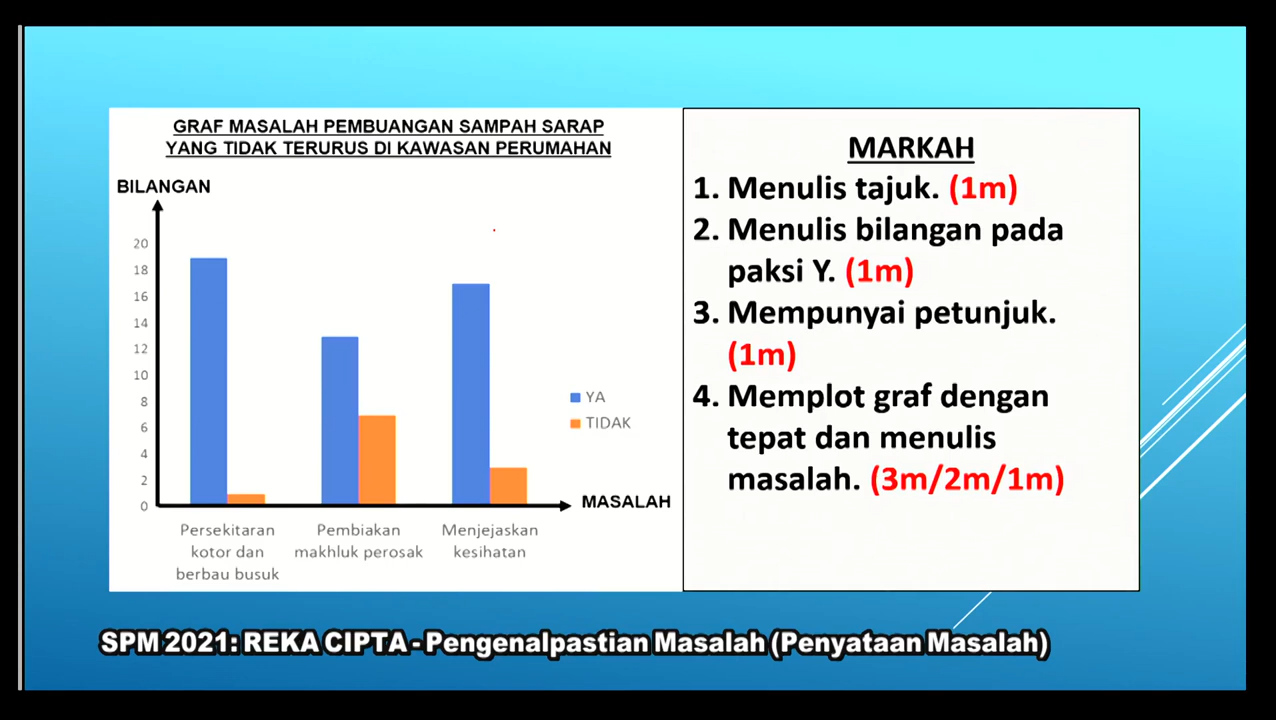 GRAF MASALAH PEMBUANGAN SAMPAH SARAP
YANG TIDAK TERURUS DI KAWASAN PERUMAHAN
BILANGAN
20
18
16
14
12
10
8
6
4
2
0
YA
TIDAK
MASALAH
Persekitaran
kotor dan
berbau busuk
Pembiakan
makhluk perosak
Menjejaskan
kesihatan
MARKAH
1. Menulis tajuk. (1m)
2. Menulis bilangan pada
paksi Y. (1m)
3. Mempunyai petunjuk.
(1m)
4. Memplot graf dengan
tepat dan menulis
masalah. (3m/2m/1m)
SPM 2021: REKA CIPTA - Pengenalpastian Masalah (Penyataan Masalah)